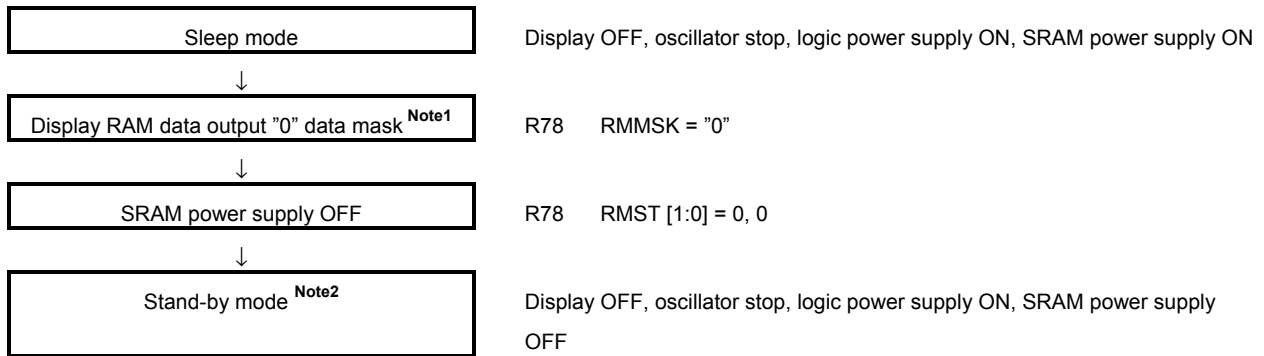 Sleep mode Display OFF, oscillator stop, logic power supply ON, SRAM power supply ON
↓
Display RAM data output ”0” data mask Note1 R78 RMMSK = ”0”
↓
SRAM power supply OFF R78 RMST [1:0] = 0, 0
↓
Stand-by mode Note2 Display OFF, oscillator stop, logic power supply ON, SRAM power supply
OFF